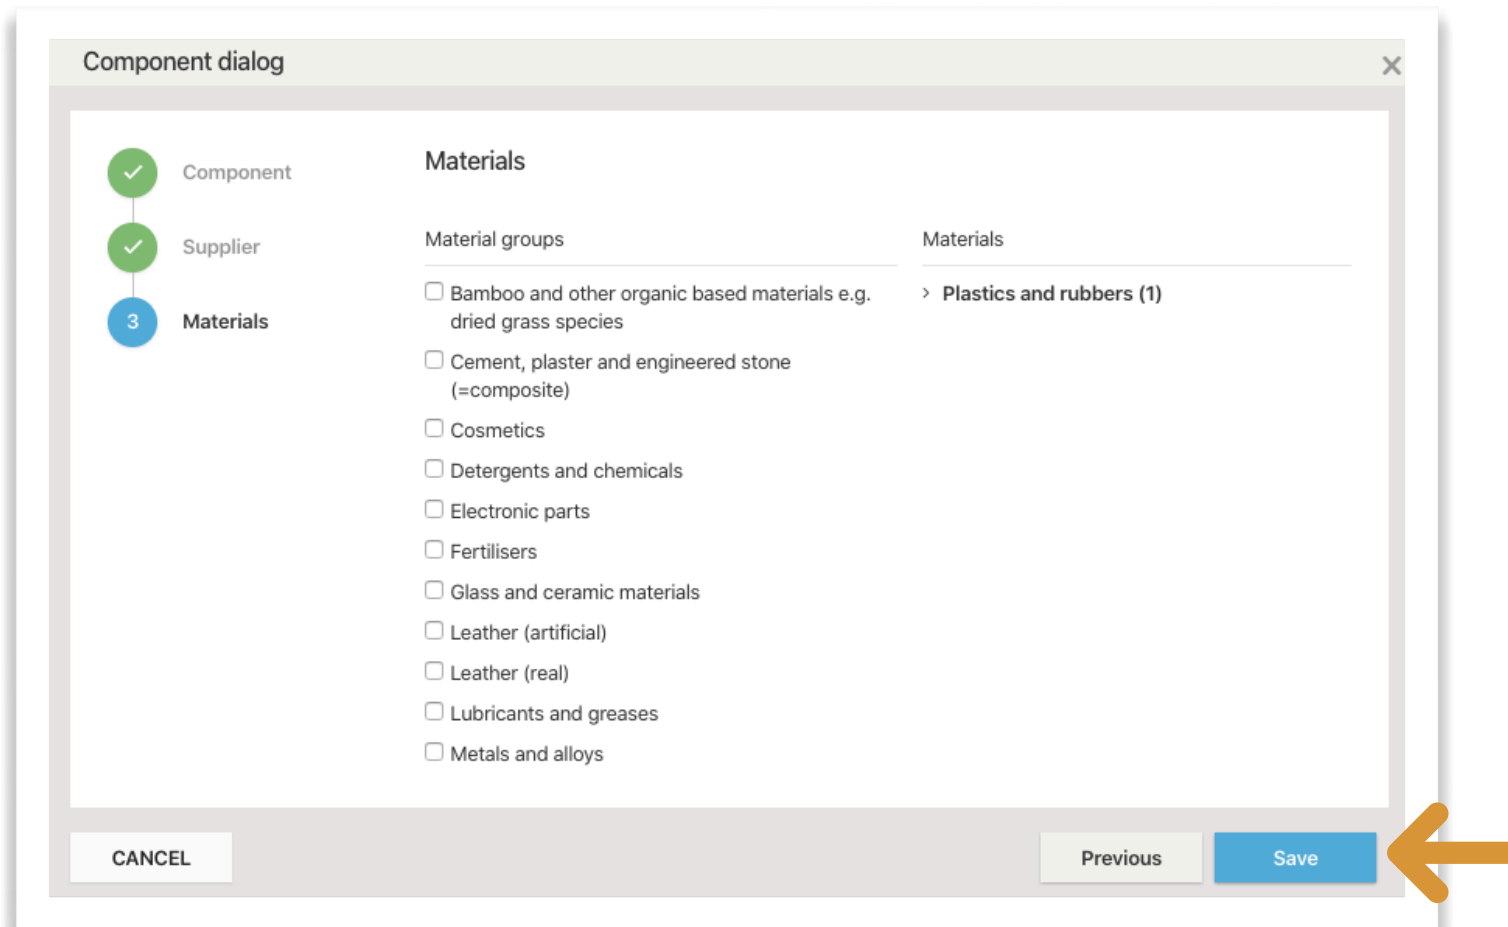 Component dialog
Component
Supplier
3 Materials
Materials
Material groups
Bamboo and other organic based materials e.g.
dried grass species
Cement, plaster and engineered stone
(=composite)
Cosmetics
Detergents and chemicals
Electronic parts
Fertilisers
Glass and ceramic materials
Leather (artificial)
Leather (real)
Lubricants and greases
Metals and alloys
Materials
Plastics and rubbers (1)
CANCEL
Previous
Save